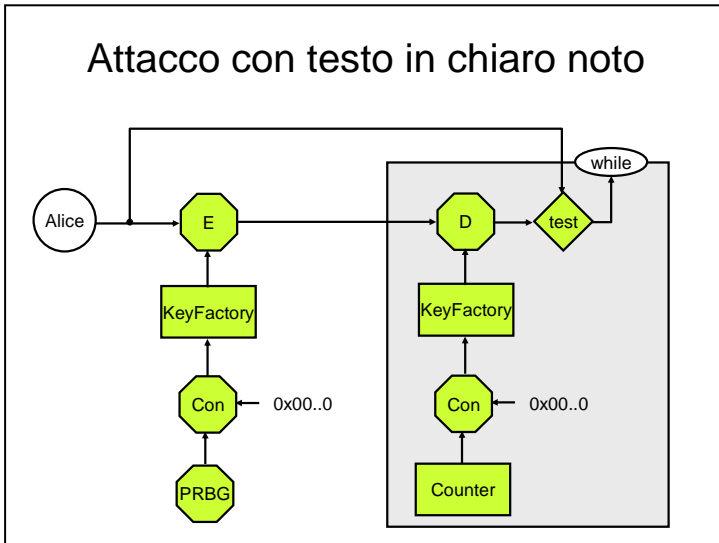 Attacco con testo in chiaro noto
while
Alice
E
D
test
KeyFactory
KeyFactory
Con
0x00..0
Con
0x00..0
PRBG
Counter